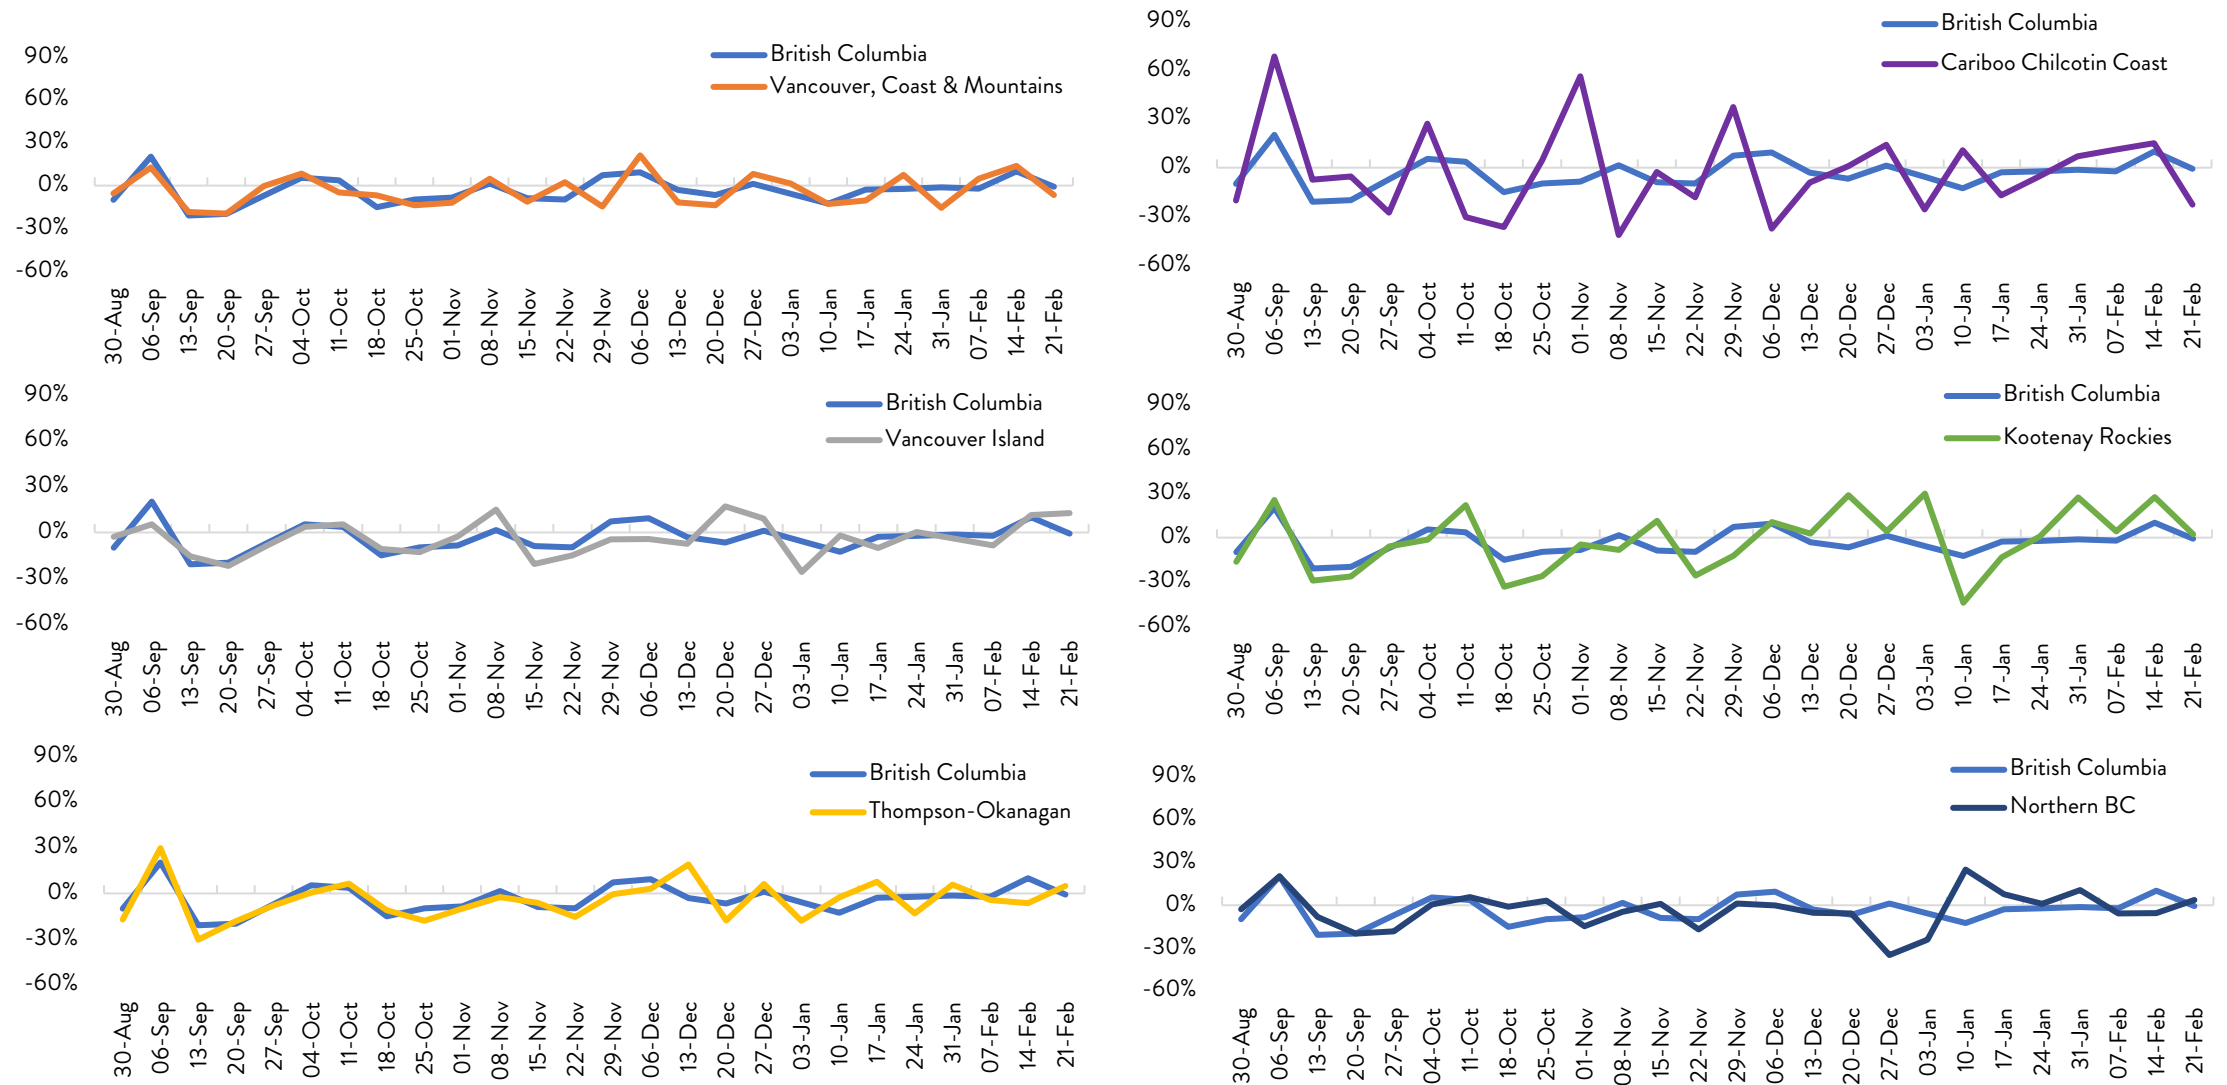 90%
60%
30%
0%
-30%
-60%
British Columbia
Vancouver, Coast & Mountains
30-Aug
06-Sep
13-Sep
20-Sep
27-Sep
04-Oct
11-Oct
18-Oct
25-Oct
01-Nov
08-Nov
15-Nov
22-Nov
29-Nov
06-Dec
13-Dec
20-Dec
27-Dec
03-Jan
10-Jan
17-Jan
24-Jan
31-Jan
07-Feb
14-Feb
21-Feb
90%
60%
30%
0%
-30%
-60%
British Columbia
Cariboo Chilcotin Coast
30-Aug
06-Sep
13-Sep
20-Sep
27-Sep
04-Oct
11-Oct
18-Oct
25-Oct
01-Nov
08-Nov
15-Nov
22-Nov
29-Nov
06-Dec
13-Dec
20-Dec
27-Dec
03-Jan
10-Jan
17-Jan
24-Jan
31-Jan
07-Feb
14-Feb
21-Feb
90%
60%
30%
0%
-30%
-60%
British Columbia
Vancouver Island
30-Aug
06-Sep
13-Sep
20-Sep
27-Sep
04-Oct
11-Oct
18-Oct
25-Oct
01-Nov
08-Nov
15-Nov
22-Nov
29-Nov
06-Dec
13-Dec
20-Dec
27-Dec
03-Jan
10-Jan
17-Jan
24-Jan
31-Jan
07-Feb
14-Feb
21-Feb
90%
60%
30%
0%
-30%
-60%
British Columbia
Kootenay Rockies
30-Aug
06-Sep
13-Sep
20-Sep
27-Sep
04-Oct
11-Oct
18-Oct
25-Oct
01-Nov
08-Nov
15-Nov
22-Nov
29-Nov
06-Dec
13-Dec
20-Dec
27-Dec
03-Jan
10-Jan
17-Jan
24-Jan
31-Jan
07-Feb
14-Feb
21-Feb
90%
60%
30%
0%
-30%
-60%
British Columbia
Thompson-Okanagan
30-Aug
06-Sep
13-Sep
20-Sep
27-Sep
04-Oct
11-Oct
18-Oct
25-Oct
01-Nov
08-Nov
15-Nov
22-Nov
29-Nov
06-Dec
13-Dec
20-Dec
27-Dec
03-Jan
10-Jan
17-Jan
24-Jan
31-Jan
07-Feb
14-Feb
21-Feb
90%
60%
30%
0%
-30%
-60%
British Columbia
Northern BC
30-Aug
06-Sep
13-Sep
20-Sep
27-Sep
04-Oct
11-Oct
18-Oct
25-Oct
01-Nov
08-Nov
15-Nov
22-Nov
29-Nov
06-Dec
13-Dec
20-Dec
27-Dec
03-Jan
10-Jan
17-Jan
24-Jan
31-Jan
07-Feb
14-Feb
21-Feb